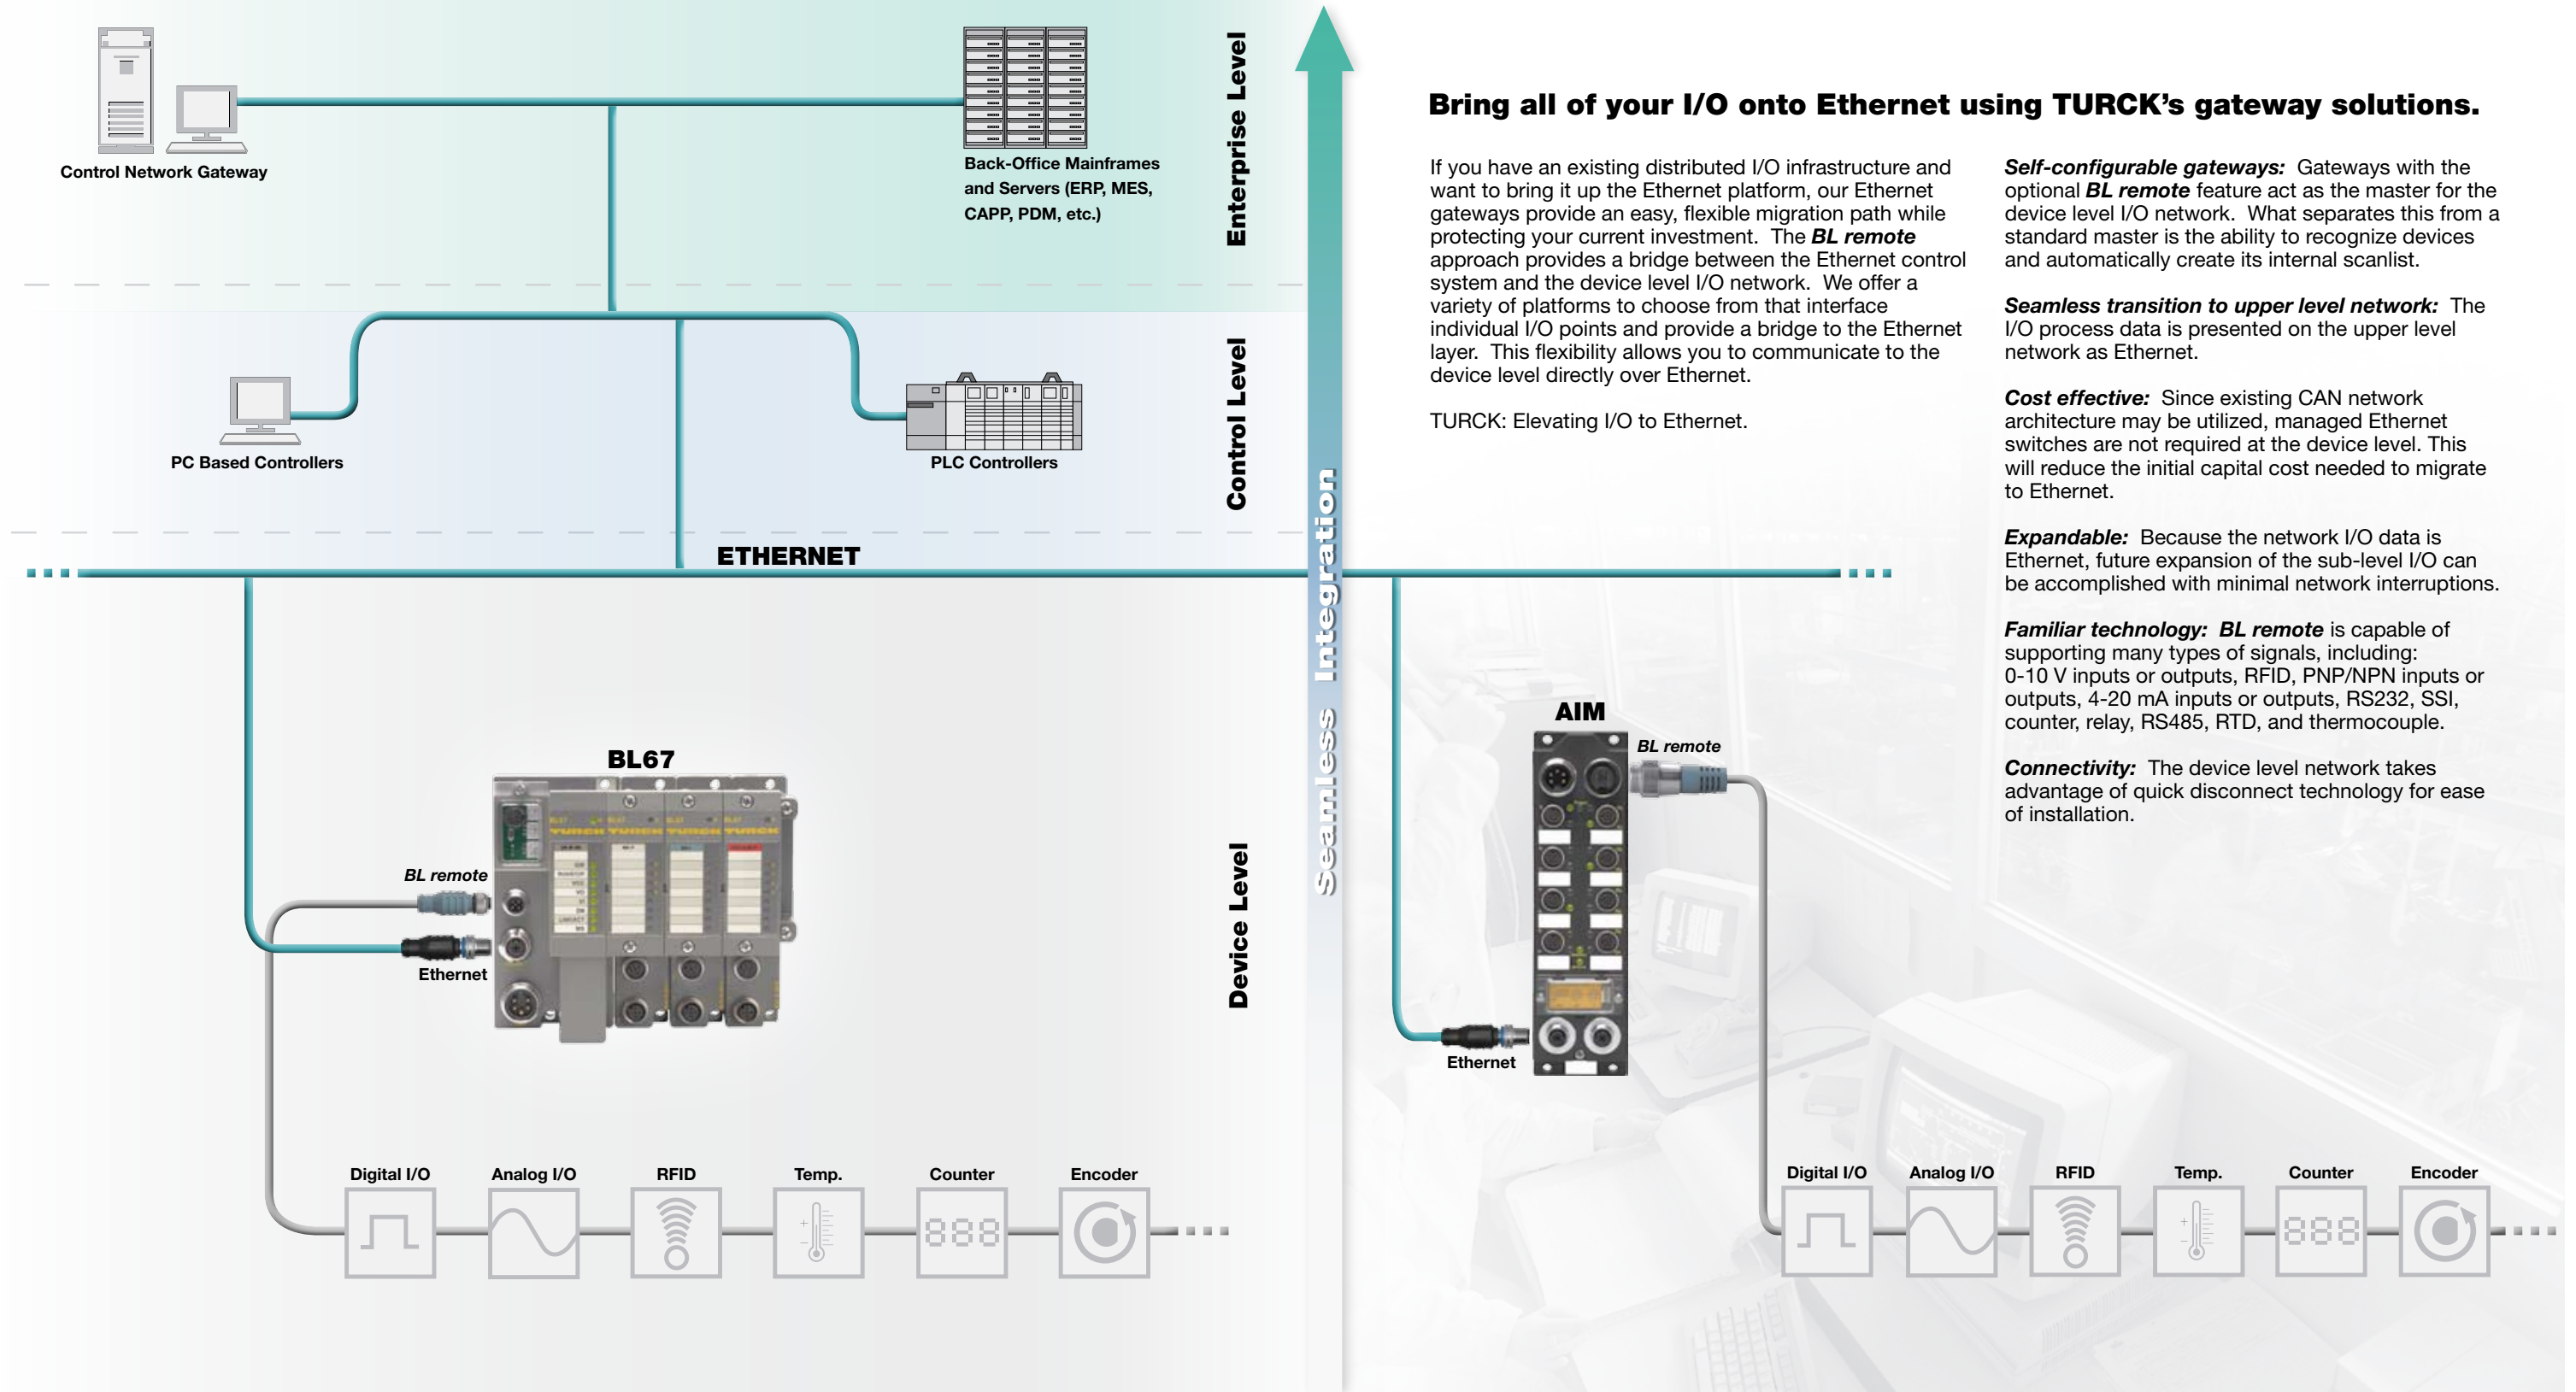 Control Network Gateway
Back-Office Mainframes
and Servers (ERP, MES,
CAPP, PDM, etc.)
Enterprise Level
PC Based Controllers
PLC Controllers
Control Level
ETHERNET
Seamless Integration
BL67
BL remote
Ethernet
BL67
TURCK
BL67
TURCK
BL67
TURCK
BL67
TURCK
Device Level
Digital I/O
Analog I/O
RFID
Temp.
Counter
Encoder
Bring all of your I/O onto Ethernet using TURCK's gateway solutions.
If you have an existing distributed I/O infrastructure and
want to bring it up the Ethernet platform, our Ethernet
gateways provide an easy, flexible migration path while
protecting your current investment.  The BL remote
approach provides a bridge between the Ethernet control
system and the device level I/O network.  We offer a
variety of platforms to choose from that interface
individual I/O points and provide a bridge to the Ethernet
layer.  This flexibility allows you to communicate to the
device level directly over Ethernet.
TURCK: Elevating I/O to Ethernet.
Self-configurable gateways:  Gateways with the
optional BL remote feature act as the master for the
device level I/O network.  What separates this from a
standard master is the ability to recognize devices
and automatically create its internal scanlist.
Seamless transition to upper level network:  The
I/O process data is presented on the upper level
network as Ethernet.
Cost effective:  Since existing CAN network
architecture may be utilized, managed Ethernet
switches are not required at the device level. This
will reduce the initial capital cost needed to migrate
to Ethernet.
Expandable:  Because the network I/O data is
Ethernet, future expansion of the sub-level I/O can
be accomplished with minimal network interruptions.
Familiar technology:  BL remote is capable of
supporting many types of signals, including:
0-10 V inputs or outputs, RFID, PNP/NPN inputs or
outputs, 4-20 mA inputs or outputs, RS232, SSI,
counter, relay, RS485, RTD, and thermocouple.
Connectivity:  The device level network takes
advantage of quick disconnect technology for ease
of installation.
AIM
BL remote
Ethernet
Digital I/O
Analog I/O
RFID
Temp.
Counter
Encoder